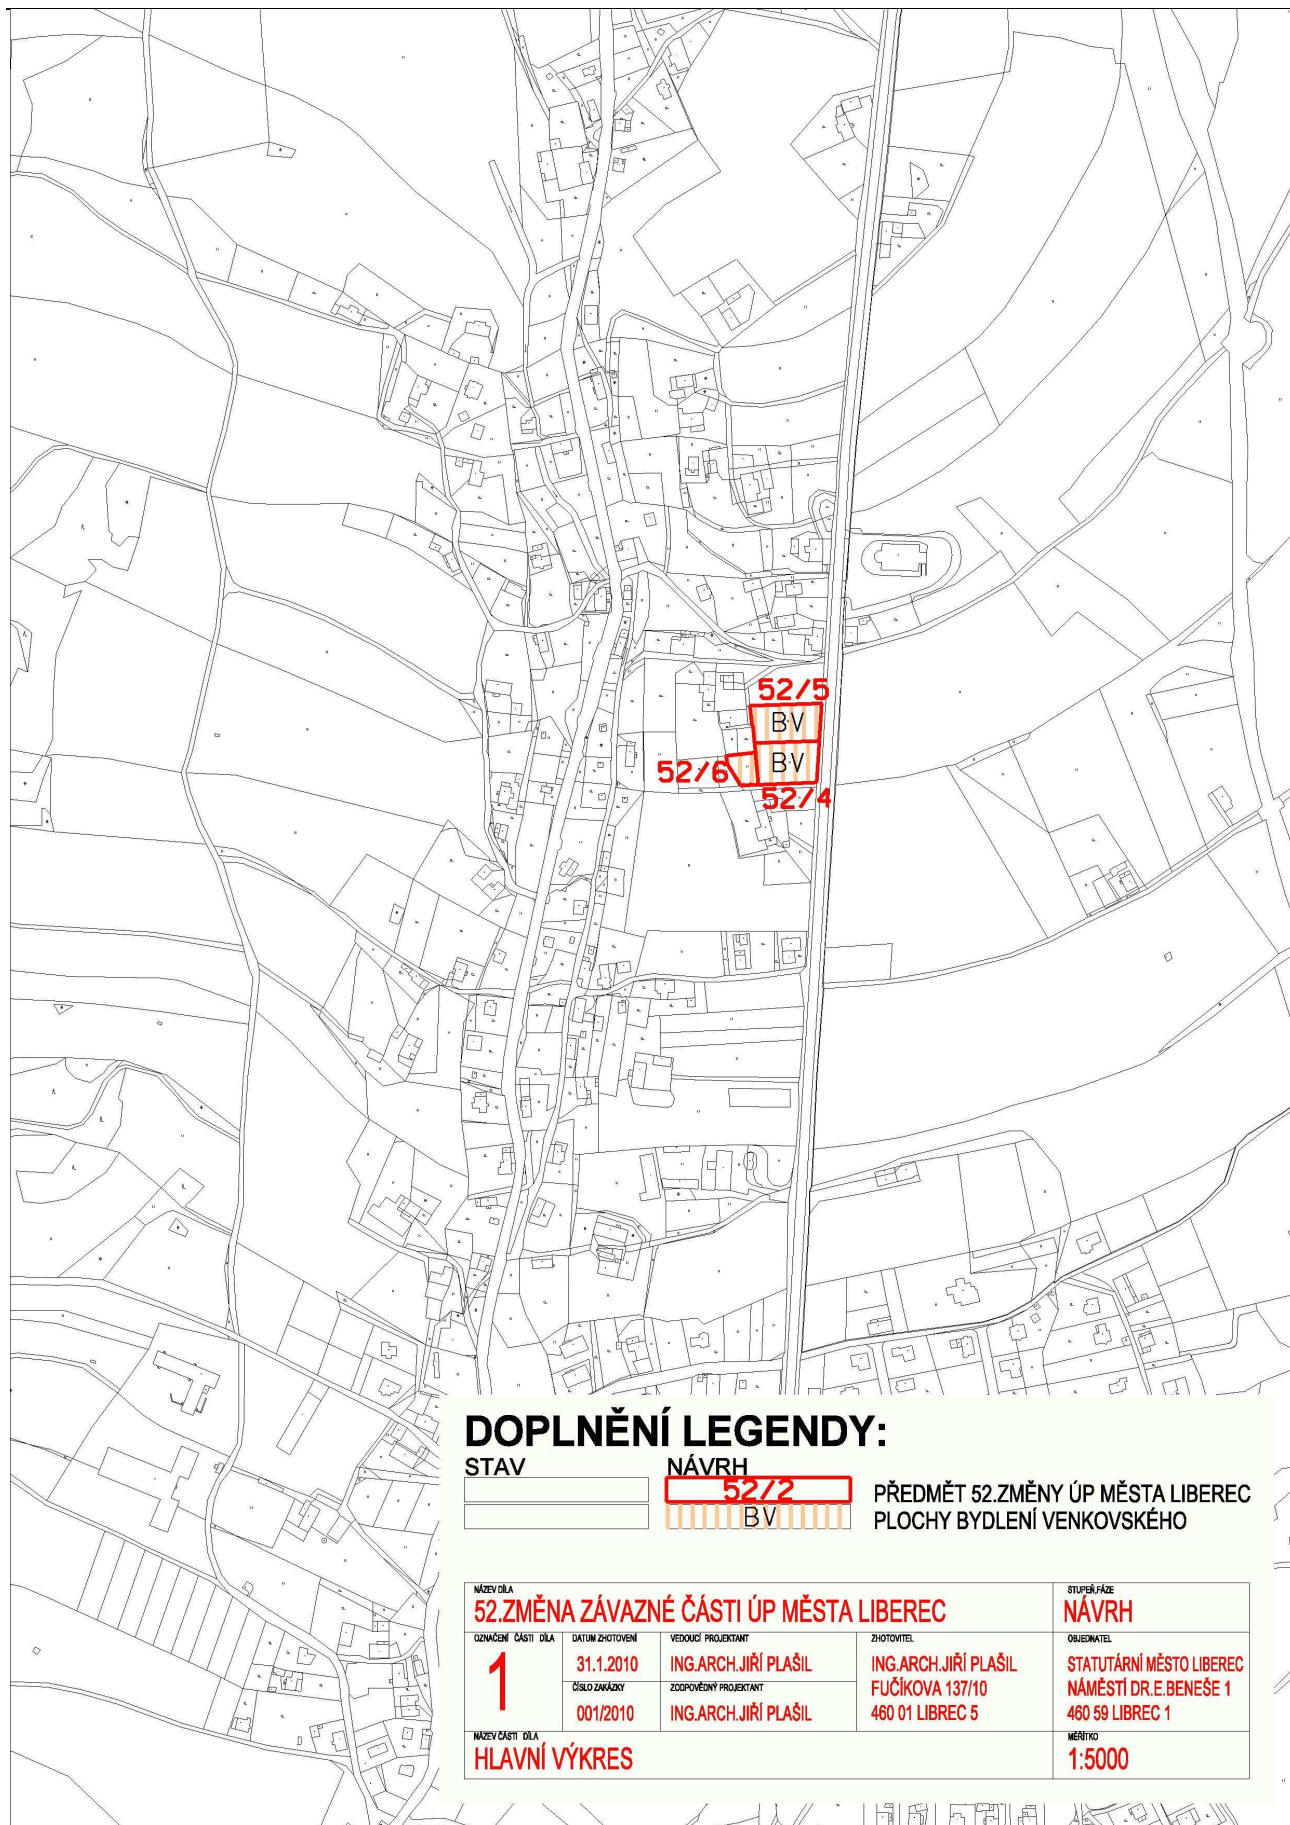 52/5
BV
BV
52/6
52/4
DOPLNĚNÍ LEGENDY:
STAV
NÁVRH
52/2
PŘEDMĚT 52.ZMĚNY ÚP MĚSTA LIBEREC
BV
PLOCHY BYDLENÍ VENKOVSKÉHO
NÁZEV DÍLA
52.ZMĚNA ZÁVAZNÉ ČÁSTI ÚP MĚSTA LIBEREC
STUPEŇ,FÁZE
NÁVRH
OZNAČENÍ ČÁSTI DÍLA
1
DATUM ZHOTOVENÍ
31.1.2010
ČÍSLO ZAKÁZKY
001/2010
VEDOUCÍ PROJEKTANT
ING.ARCH.JIŘÍ PLAŠIL
ZODPOVĚDNÝ PROJEKTANT
ING.ARCH.JIŘÍ PLAŠIL
ZHOTOVITEL
ING.ARCH.JIŘÍ PLAŠIL
FUČÍKOVA 137/10
460 01 LIBREC 5
OBJEDNATEL
STATUTÁRNÍ MĚSTO LIBEREC
NÁMĚSTÍ DR.E.BENEŠE 1
460 59 LIBREC 1
NÁZEV ČÁSTI DÍLA
HLAVNÍ VÝKRES
MĚŘÍTKO
1:5000